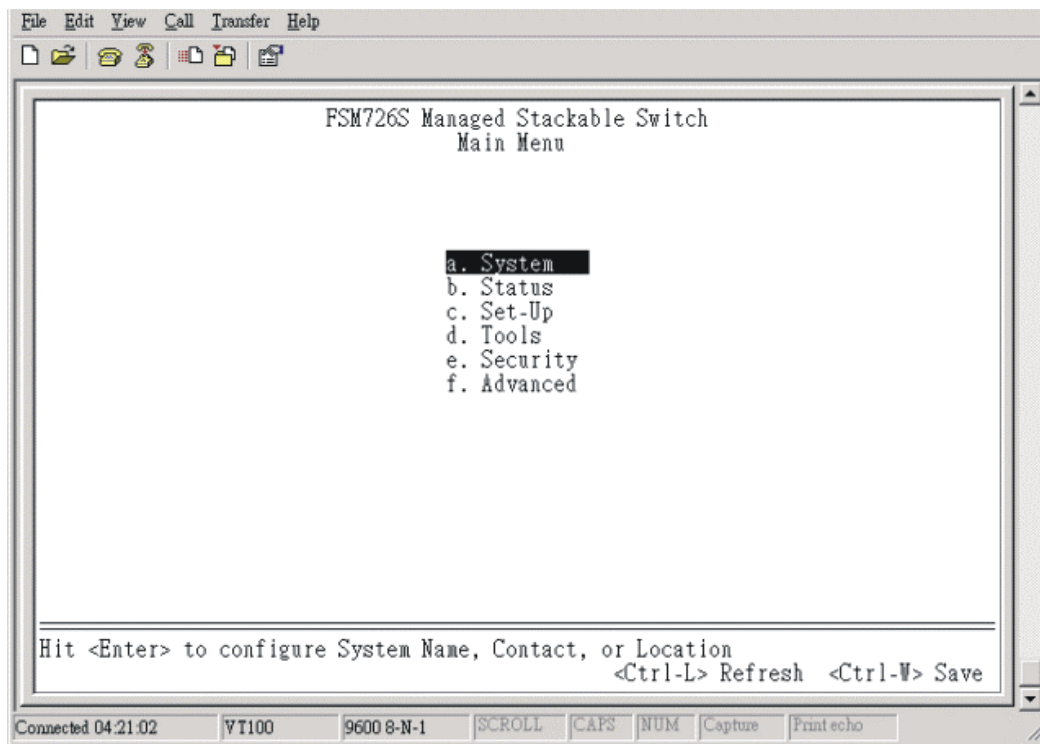 File Edit View Call Transfer Help
FSM726S Managed Stackable Switch
Main Menu
a. System
b. Status
c. Set-Up
d. Tools
e. Security
f. Advanced
Hit <Enter> to configure System Name, Contact, or Location
<Ctrl-L> Refresh <Ctrl-W> Save
Connected 04:21:02 VT100 9600 8-N-1 SCROLL CAPS NUM Capture Print echo